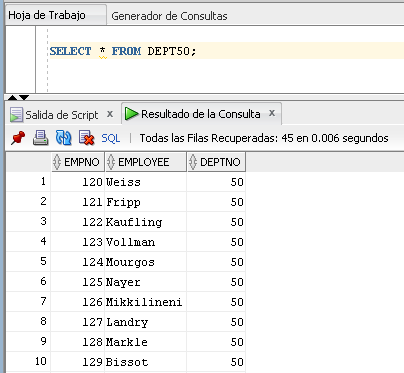 Hoja de Trabajo Generador de Consultas
SELECT * FROM DEPT50;
Salida de Script x Resultado de la Consulta x
SQL | Todas las Filas Recuperadas: 45 en 0.006 segundos
EMPNO EMPLOYEE DEPTNO
1 120 Weiss 50
2 121 Fripp 50
3 122 Kaufling 50
4 123 Vollman 50
5 124 Mourgos 50
6 125 Nayer 50
7 126 Mikkilineni 50
8 127 Landry 50
9 128 Markle 50
10 129 Bissot 50